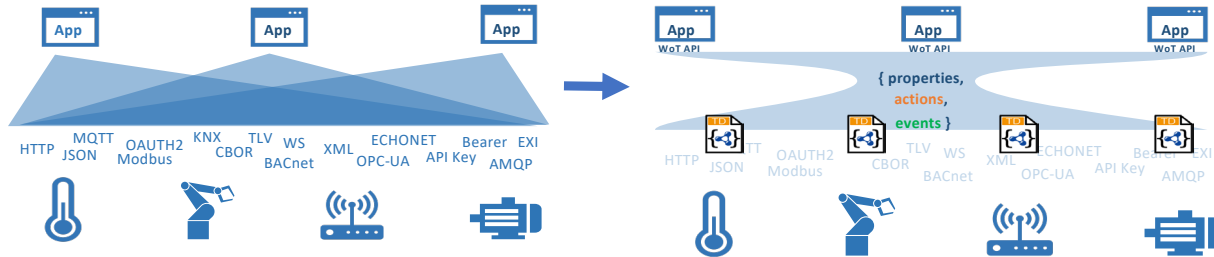 App
App
App
HTTP
MQTT
JSON
OAUTH2
Modbus
KNX
CBOR
TLV
WS
BACnet
XML
ECHONET
OPC-UA
API Key
Bearer
EXI
AMQP
App
WoT API
App
WoT API
App
WoT API
{ properties,
actions,
events }
TD
TD
TD
TD
HTTP
TT
JSON
OAUTH2
Modbus
CBOR
TLV
WS
BACnet
XML
ECHONET
OPC-UA
API Key
Bearer
EXI
AMQP